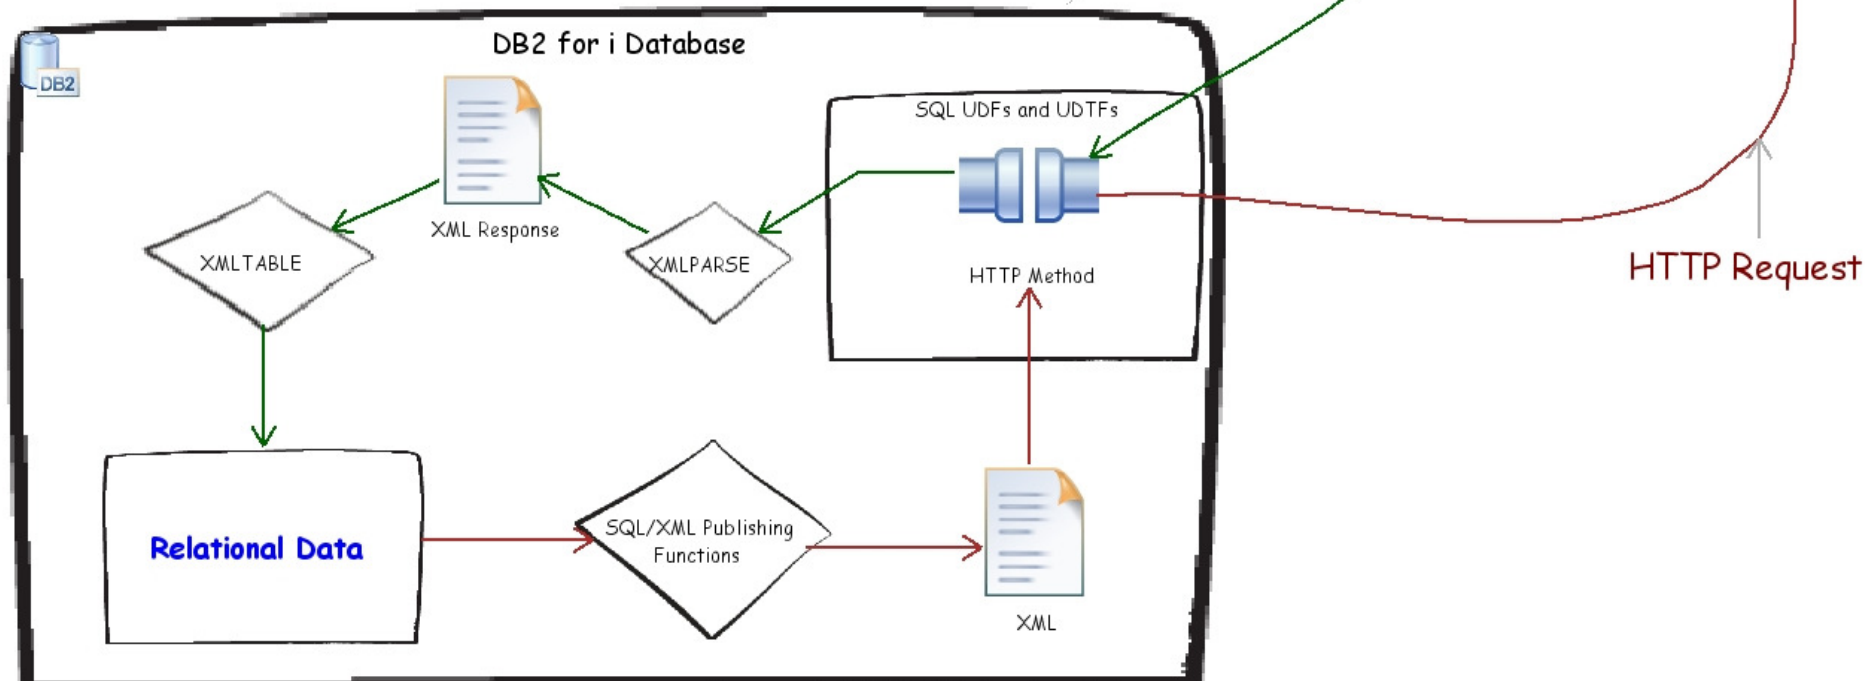 DB2 for i Database
DB2
SQL UDFs and UDTFs
XML Response
XMLTABLE
XMLPARSE
HTTP Method
HTTP Request
Relational Data
SQL/XML Publishing
Functions
XML